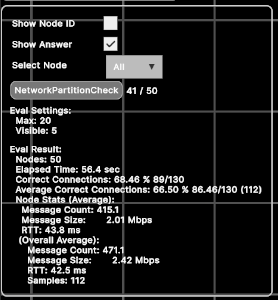 Show Node ID
Show Answer
Select Node All
NetworkPartitionCheck 41 / 50
Eval Settings:
Max: 20
Visible: 5
Eval Result:
Nodes: 50
Elapsed Time: 56.4 sec
Correct Connections: 68.46 % 89/130
Average Correct Connections: 66.50 % 86.46/130 (112)
Node Stats (Average):
Message Count: 415.1
Message Size: 2.01 Mbps
RTT: 43.8 ms
(Overall Average):
Message Count: 471.1
Message Size: 2.42 Mbps
RTT: 42.5 ms
Samples: 112